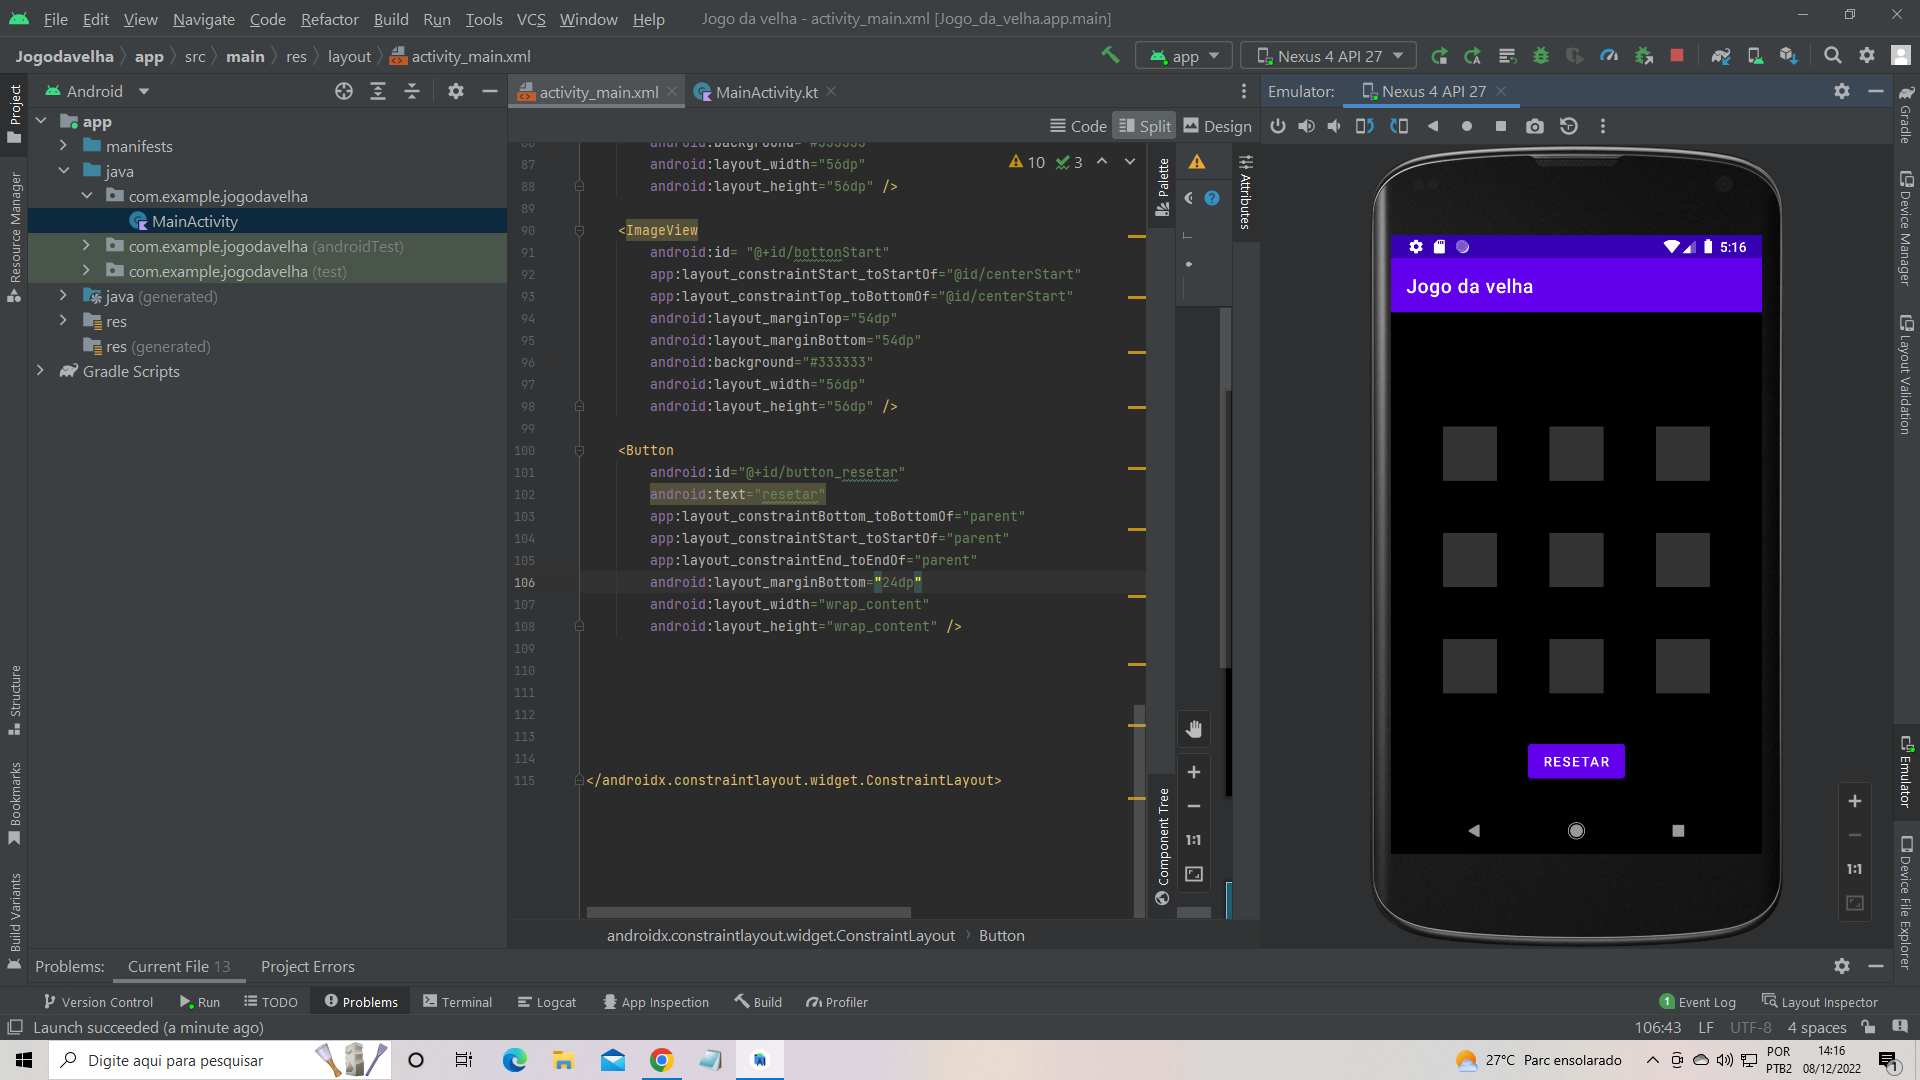 File Edit View Navigate Code Refactor Build Run Tools VCS Window Help Jogo da velha - activity_main.xml [Jogo_da_velha.app.main]
Jogodavelha app src main res layout activity_main.xml app Nexus 4 API 27
Android activity_main.xml MainActivity.kt Emulator: Nexus 4 API 27
Code Split Design
app
manifests
java
com.example.jogodavelha
MainActivity
com.example.jogodavelha (androidTest)
com.example.jogodavelha (test)
java (generated)
res
res (generated)
Gradle Scripts
Project
Resource Manager
Structure
Bookmarks
Build Variants
10 3
android:background="#333333"
87 android:layout_width="56dp"
88 android:layout_height="56dp" />
89
90 <ImageView
91 android:id= "@+id/bottonStart"
92 app:layout_constraintStart_toStartOf="@id/centerStart"
93 app:layout_constraintTop_toBottomOf="@id/centerStart"
94 android:layout_marginTop="54dp"
95 android:layout_marginBottom="54dp"
96 android:background="#333333"
97 android:layout_width="56dp"
98 android:layout_height="56dp" />
99
100 <Button
101 android:id="@+id/button_resetar"
102 android:text="resetar"
103 app:layout_constraintBottom_toBottomOf="parent"
104 app:layout_constraintStart_toStartOf="parent"
105 app:layout_constraintEnd_toEndOf="parent"
106 android:layout_marginBottom="24dp"
107 android:layout_width="wrap_content"
108 android:layout_height="wrap_content" />
109
110
111
112
113
114
115 </androidx.constraintlayout.widget.ConstraintLayout>
androidx.constraintlayout.widget.ConstraintLayout Button
Palette
Component Tree
Attributes
1:1
5:16
Jogo da velha
RESETAR
1:1
Gradle
Device Manager
Layout Validation
Emulator
Device File Explorer
Problems: Current File 13 Project Errors
Version Control Run TODO Problems Terminal Logcat App Inspection Build Profiler 1 Event Log Layout Inspector
Launch succeeded (a minute ago) 106:43 LF UTF-8 4 spaces
Digite aqui para pesquisar 27°C Parc ensolarado POR 14:16
PTB2 08/12/2022 1